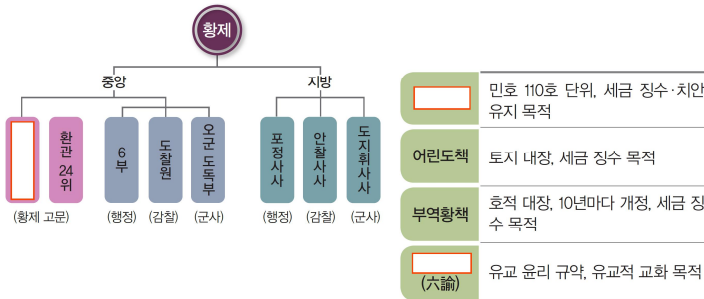 황제
중앙
지방
환관 24위
6부
도찰원
오군 도독부
포정사사
안찰사사
도지휘사사
(황제 고문)
(행정)
(감찰)
(군사)
(행정)
(감찰)
(군사)
민호 110호 단위, 세금 징수·치안
유지 목적
어린도책
토지 대장, 세금 징수 목적
부역황책
호적 대장, 10년마다 개정, 세금 징
수 목적
(六諭)
유교 윤리 규약, 유교적 교화 목적